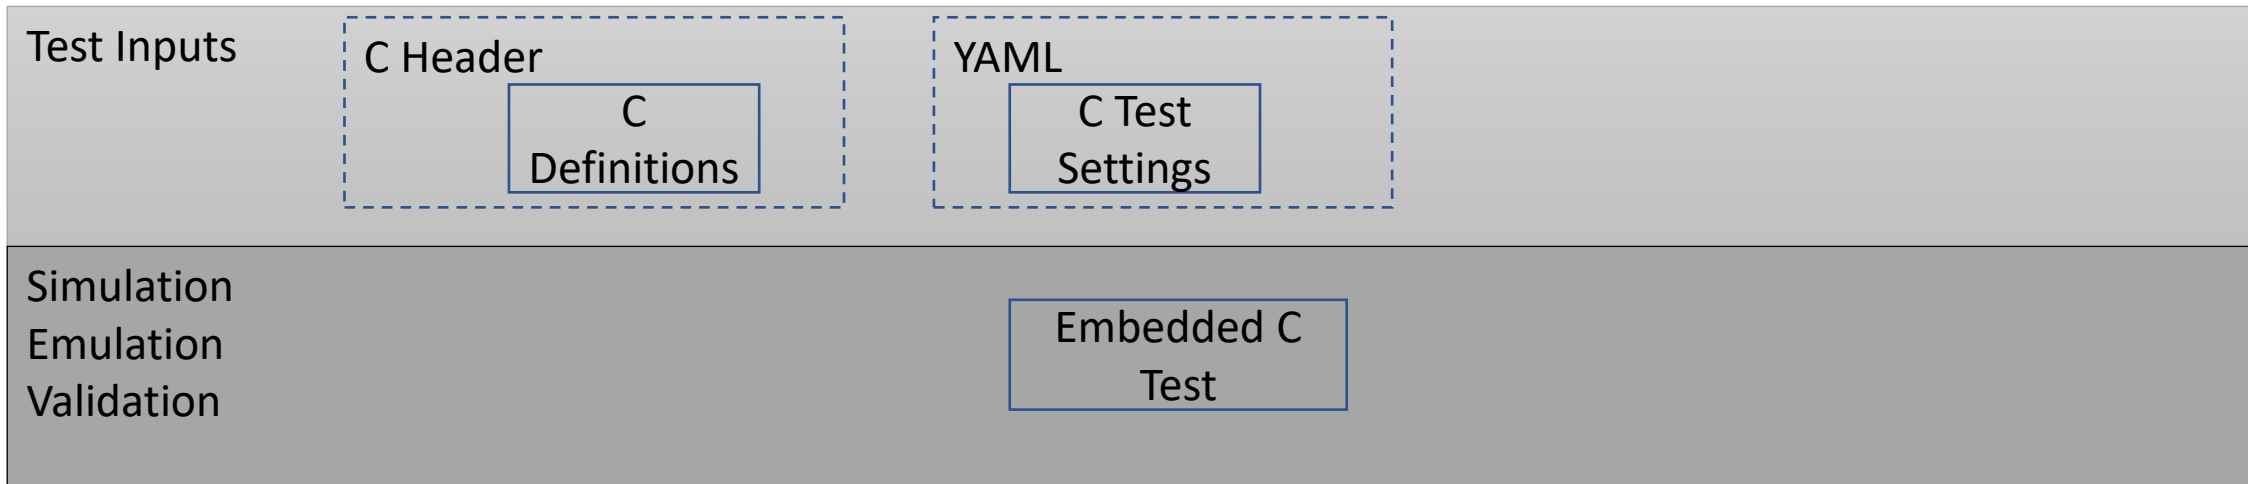 Test Inputs
C Header
C
Definitions
YAML
C Test
Settings
Simulation
Emulation
Validation
Embedded C
Test